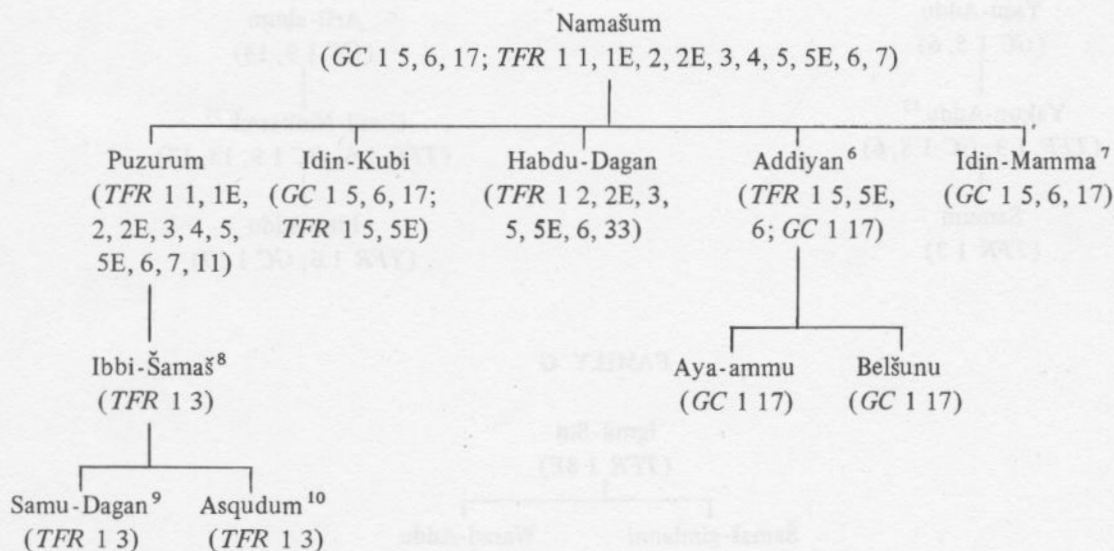 Namašum
(GC 1 5, 6, 17; TFR 1 1, 1E, 2, 2E, 3, 4, 5, 5E, 6, 7)
Puzurum Idin-Kubi Habdu-Dagan Addiyan⁶ Idin-Mamma⁷
(TFR 1 1, 1E, (GC 1 5, 6, 17; (TFR 1 2, 2E, 3, (TFR 1 5, 5E, (GC 1 5, 6, 17)
2, 2E, 3, 4, 5, TFR 1 5, 5E) 5, 5E, 6, 33) 6; GC 1 17)
5E, 6, 7, 11)
Ibbi-Šamaš⁸ Aya-ammu Belšunu
(TFR 1 3) (GC 1 17) (GC 1 17)
Samu-Dagan⁹ Asqudum¹⁰
(TFR 1 3) (TFR 1 3)